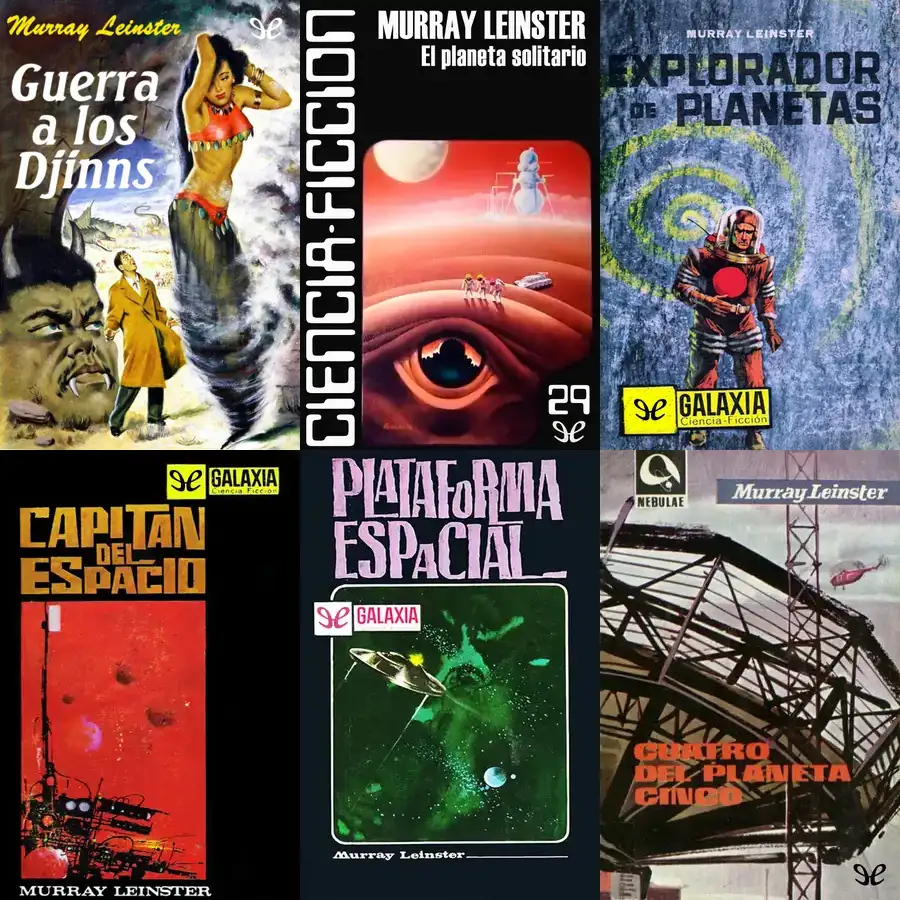 Murray Leinster
Guerra
a los
Djinns
CIENCIA-FICCION
MURRAY LEINSTER
El planeta solitario
29
MURRAY LEINSTER
EXPLORADOR
DE PLANETAS
GALAXIA
Ciencia-Ficción
GALAXIA
Ciencia Ficción
CAPITAN
DEL
ESPACIO
MURRAY LEINSTER
PLATAFORMA
ESPACIAL
GALAXIA
Murray Leinster
NEBULAE
Murray Leinster
CUATRO
DEL PLANETA
CINCO